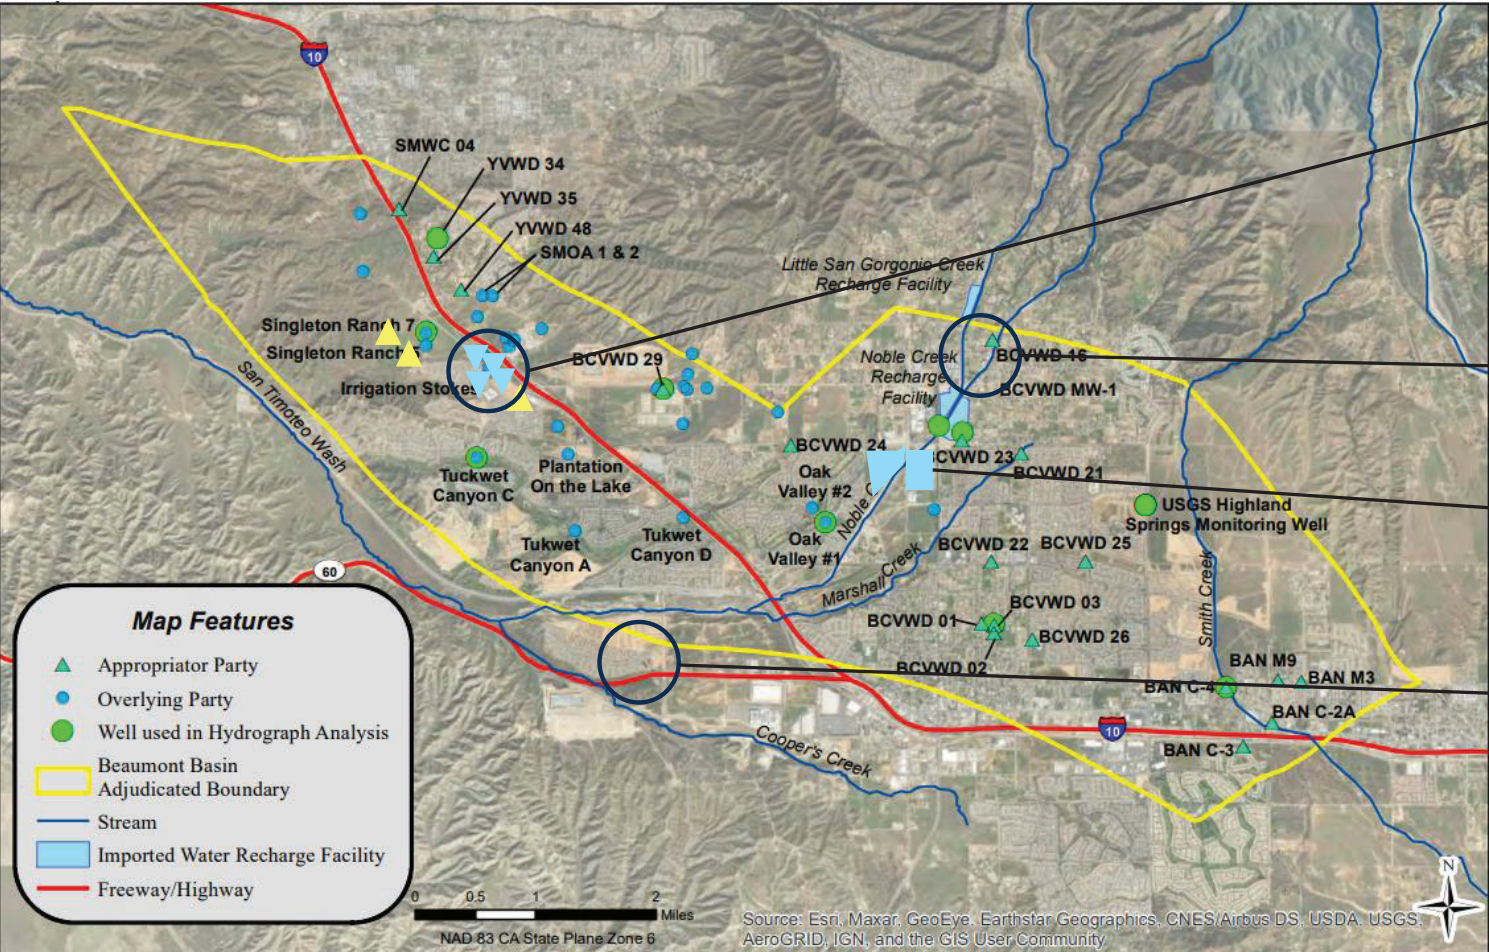 10
SMWC 04
YVWD 34
YVWD 35
YVWD 48
SMOA 1 & 2
Little San Gorgonio Creek
Recharge Facility
Singleton Ranch 7
Singleton Ranch
Irrigation Stokes
BCVWD 29
Noble Creek
Recharge
Facility
BCVWD 16
BCVWD MW-1
San Timoteo Wash
Tuckwet
Canyon C
Plantation
On the Lake
BCVWD 24
Oak
Valley #2
BCVWD 23
BCVWD 21
Noble
USGS Highland
Springs Monitoring Well
Tukwet
Canyon A
Tukwet
Canyon D
Oak
Valley #1
BCVWD 22
BCVWD 25
Marshall Creek
Smith Creek
60
BCVWD 01
BCVWD 03
BCVWD 26
BCVWD 02
BAN M9
BAN M3
BAN C-4
BAN C-2A
10
BAN C-3
Cooper's Creek
Map Features
Appropriator Party
Overlying Party
Well used in Hydrograph Analysis
Beaumont Basin
Adjudicated Boundary
Stream
Imported Water Recharge Facility
Freeway/Highway
0 0.5 1 2
Miles
NAD 83 CA State Plane Zone 6
N
Source: Esri, Maxar, GeoEye, Earthstar Geographics, CNES/Airbus DS, USDA, USGS,
AeroGRID, IGN, and the GIS User Community